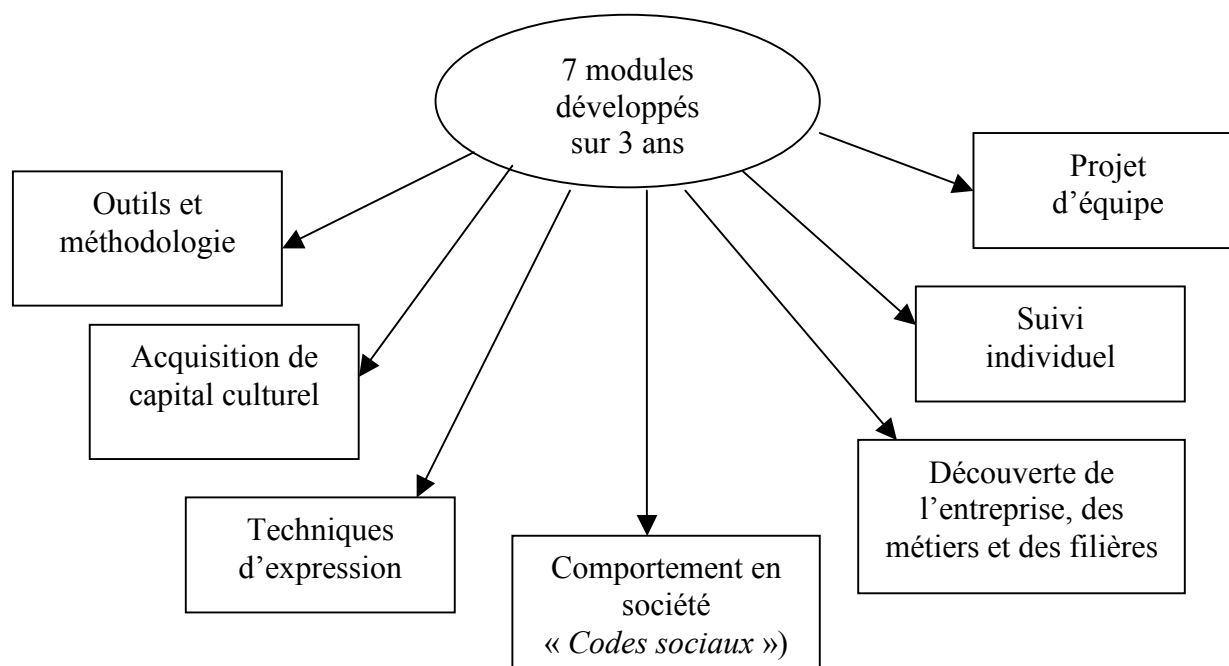 7 modules
développés
sur 3 ans
Outils et
méthodologie
Acquisition de
capital culturel
Techniques
d’expression
Comportement en
société
« Codes sociaux »)
Découverte de
l’entreprise, des
métiers et des filières
Suivi
individuel
Projet
d’équipe